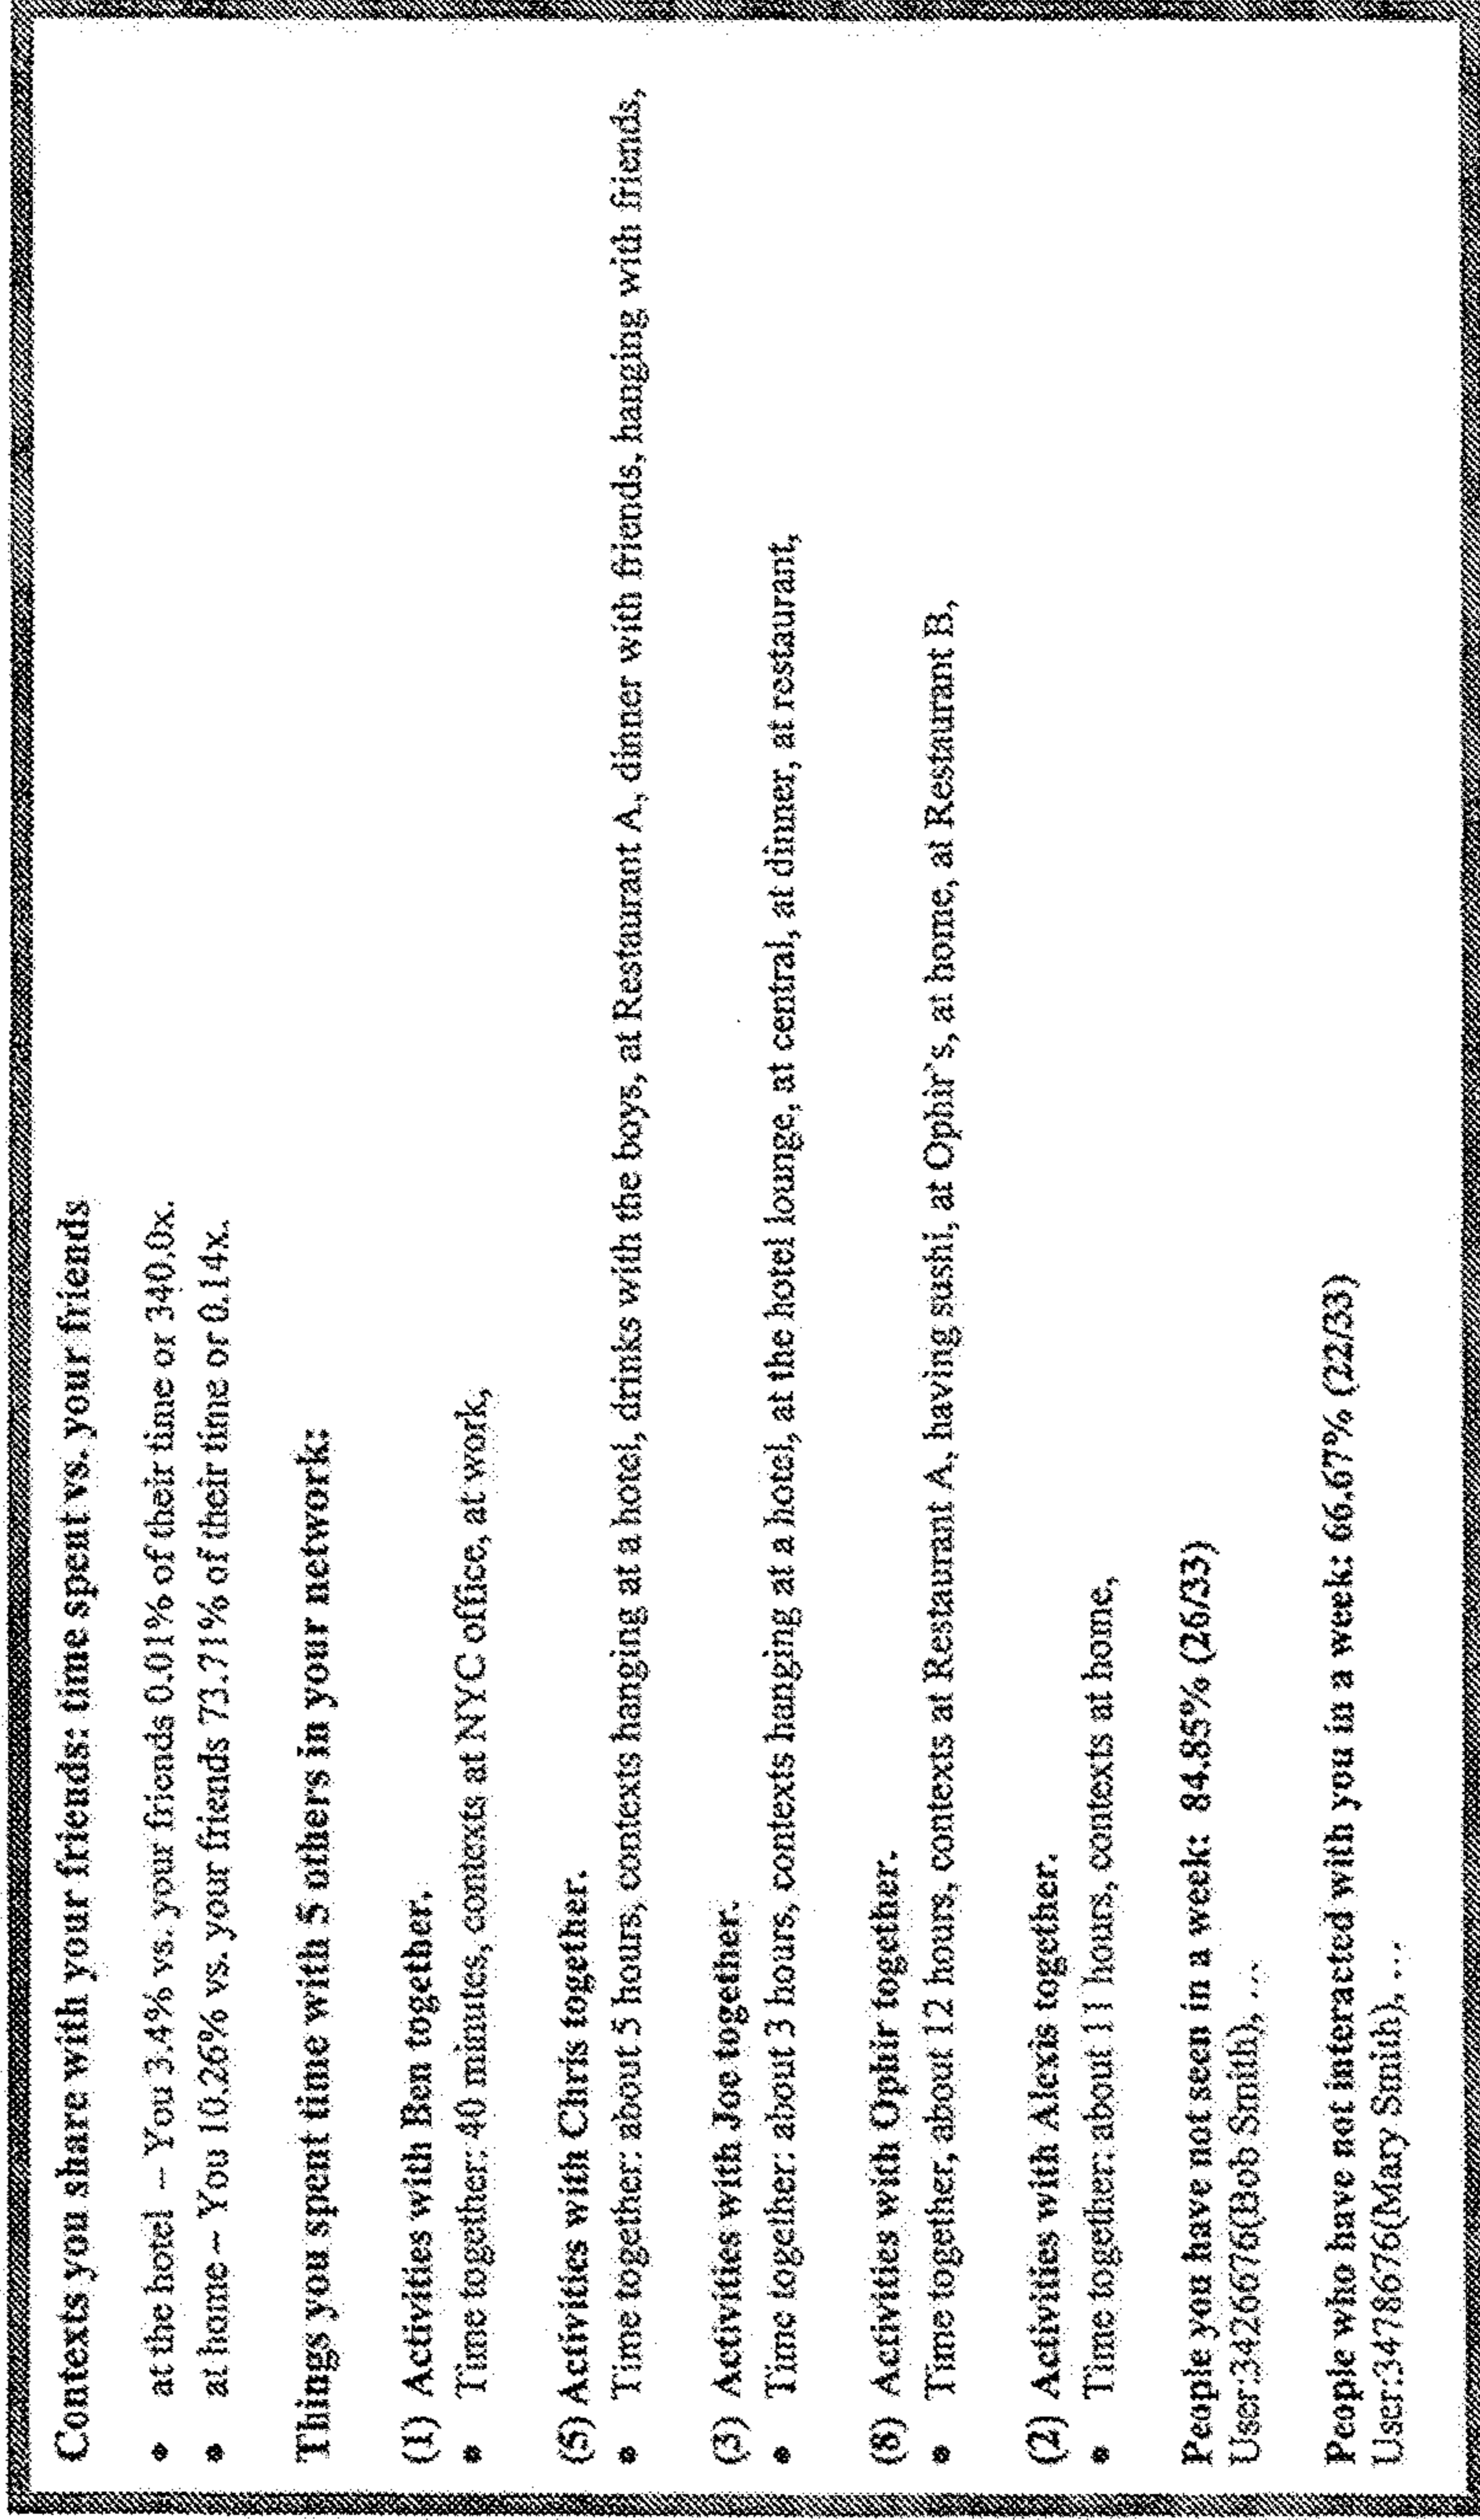 Contexts you share with your friends: time spent vs. your friends
• at the hotel – You 3.4% vs. your friends 0.01% of their time or 340.0x.
• at home – You 10.26% vs. your friends 73.71% of their time or 0.14x.
Things you spent time with 5 others in your network:
(1) Activities with Ben together.
• Time together: 40 minutes, contexts at NYC office, at work,
(5) Activities with Chris together.
• Time together: about 5 hours, contexts hanging at a hotel, drinks with the boys, at Restaurant A, dinner with friends, hanging with friends,
(3) Activities with Joe together.
• Time together: about 3 hours, contexts hanging at a hotel, at the hotel lounge, at central, at dinner, at restaurant,
(8) Activities with Ophir together.
• Time together, about 12 hours, contexts at Restaurant A, having sushi, at Ophir`s, at home, at Restaurant B,
(2) Activities with Alexis together.
• Time together: about 11 hours, contexts at home,
People you have not seen in a week: 84.85% (26/33)
User:3426676(Bob Smith), ...
People who have not interacted with you in a week: 66.67% (22/33)
User:3478676(Mary Smith), ...